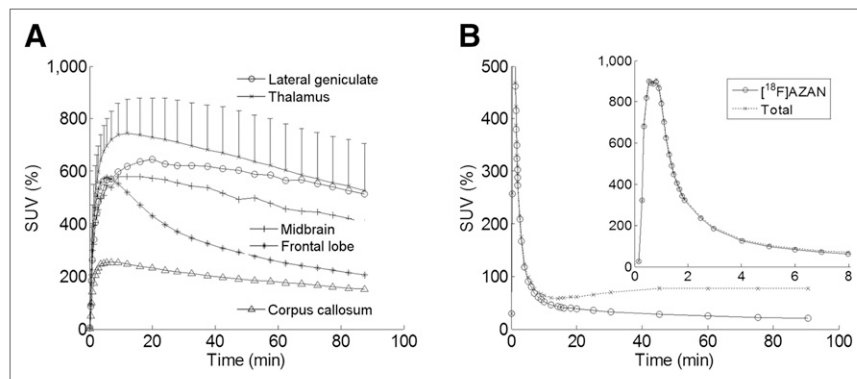 A
1,000
800
600
400
200
0
SUV (%)
0 20 40 60 80 100
Time (min)
Lateral geniculate
Thalamus
Midbrain
Frontal lobe
Corpus callosum
B
500
400
300
200
100
50
0
SUV (%)
0 20 40 60 80 100
Time (min)
1,000
800
600
400
200
0
0 2 4 6 8
[¹⁸F]AZAN
Total